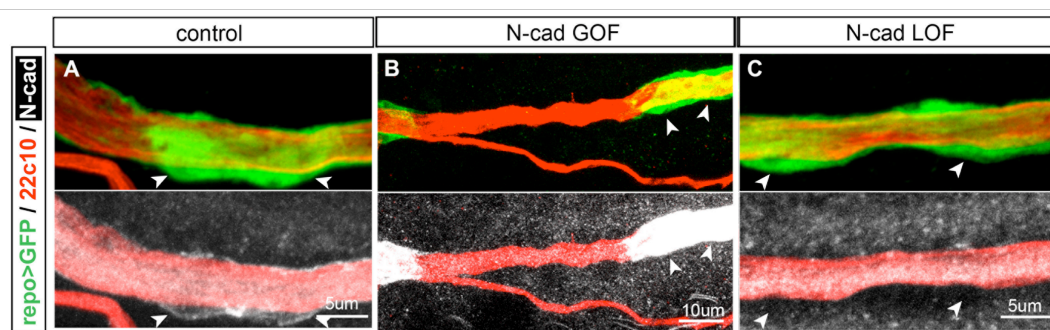 control
N-cad GOF
N-cad LOF
repo>GFP / 22c10 / N-cad
A
B
C
5um
10um
5um